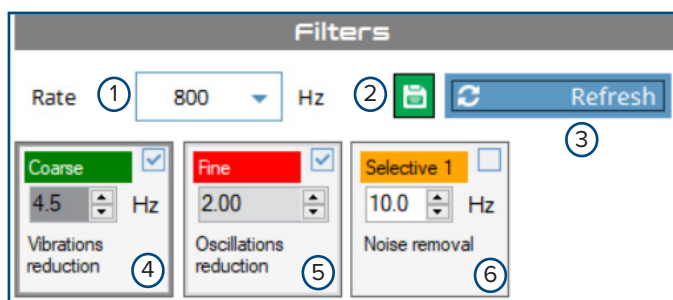 Filters
Rate 1 800 Hz 2 Refresh
3
Coarse Fine Selective 1
4.5 Hz 2.00 10.0 Hz
Vibrations Oscillations Noise removal
reduction 4 reduction 5 6